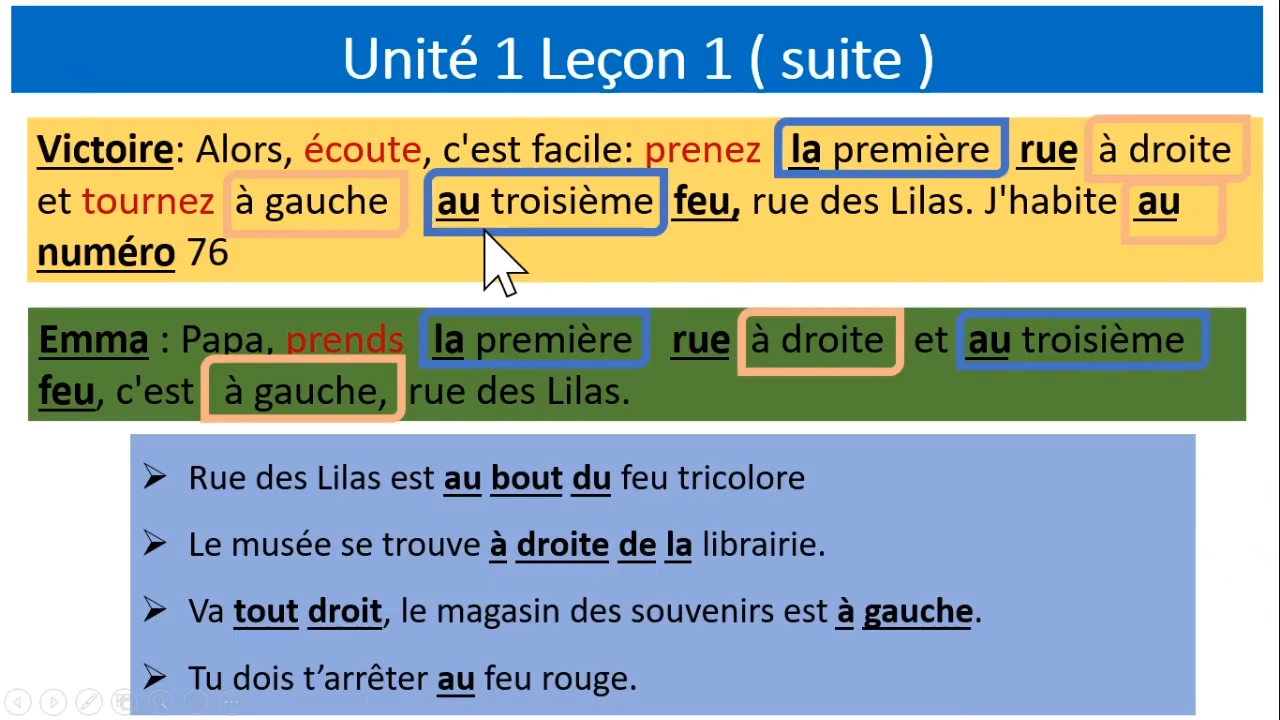 Unité 1 Leçon 1 ( suite )
Victoire: Alors, écoute, c'est facile: prenez la première rue à droite
et tournez à gauche au troisième feu, rue des Lilas. J'habite au
numéro 76
Emma : Papa, prends la première rue à droite et au troisième
feu, c'est à gauche, rue des Lilas.
➢ Rue des Lilas est au bout du feu tricolore
➢ Le musée se trouve à droite de la librairie.
➢ Va tout droit, le magasin des souvenirs est à gauche.
➢ Tu dois t’arrêter au feu rouge.